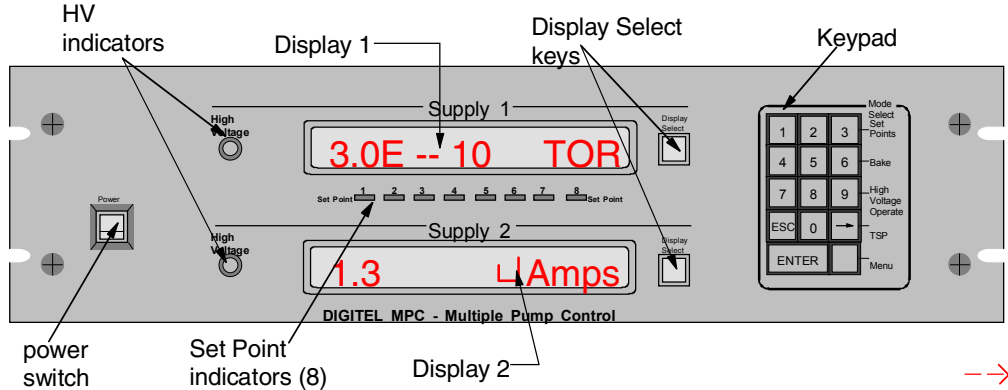 HV
indicators
Display 1
Display Select
keys
Keypad
Supply 1
High
Voltage
3.0E -- 10 TOR
Display
Select
Set Point 1 2 3 4 5 6 7 8 Set Point
Power
Supply 2
High
Voltage
1.3 Amps
Display
Select
DIGITEL MPC - Multiple Pump Control
Mode
Select
1 2 3 Set
Points
4 5 6 Bake
7 8 9 High
Voltage
Operate
ESC 0 → TSP
ENTER Menu
power
switch
Set Point
indicators (8)
Display 2